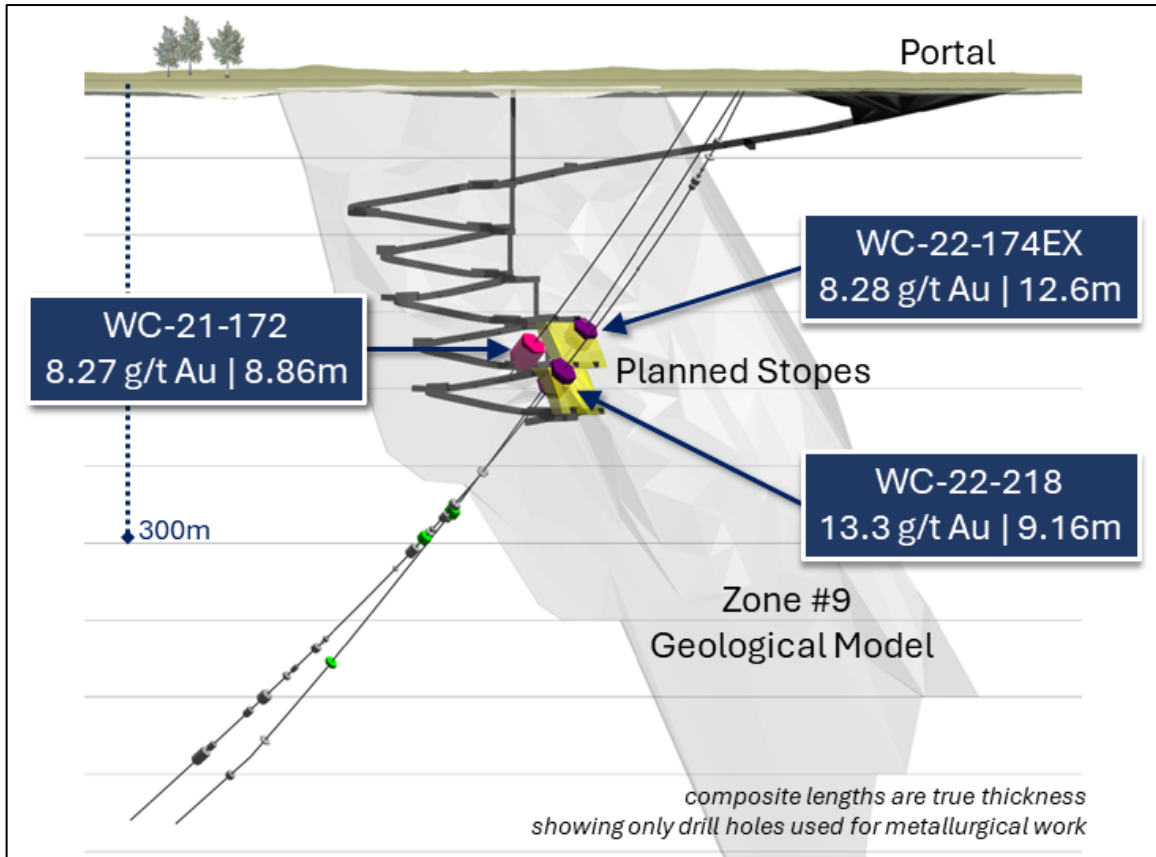 Portal
WC-22-174EX
8.28 g/t Au | 12.6m
WC-21-172
8.27 g/t Au | 8.86m
Planned Stopes
WC-22-218
13.3 g/t Au | 9.16m
300m
Zone #9
Geological Model
composite lengths are true thickness
showing only drill holes used for metallurgical work